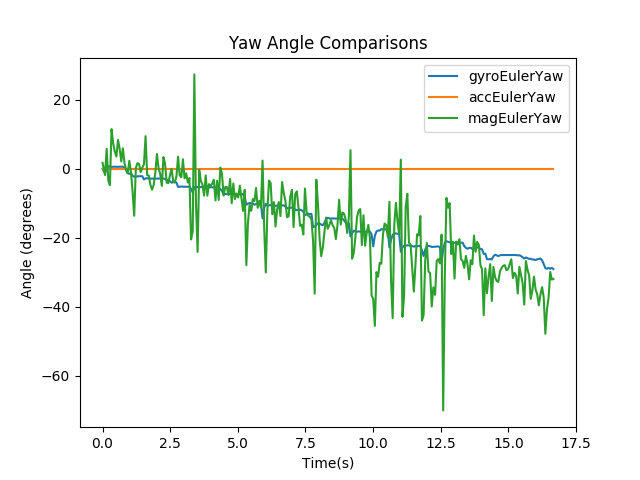 Yaw Angle Comparisons
gyroEulerYaw
accEulerYaw
magEulerYaw
Angle (degrees)
20
0
−20
−40
−60
0.0 2.5 5.0 7.5 10.0 12.5 15.0 17.5
Time(s)